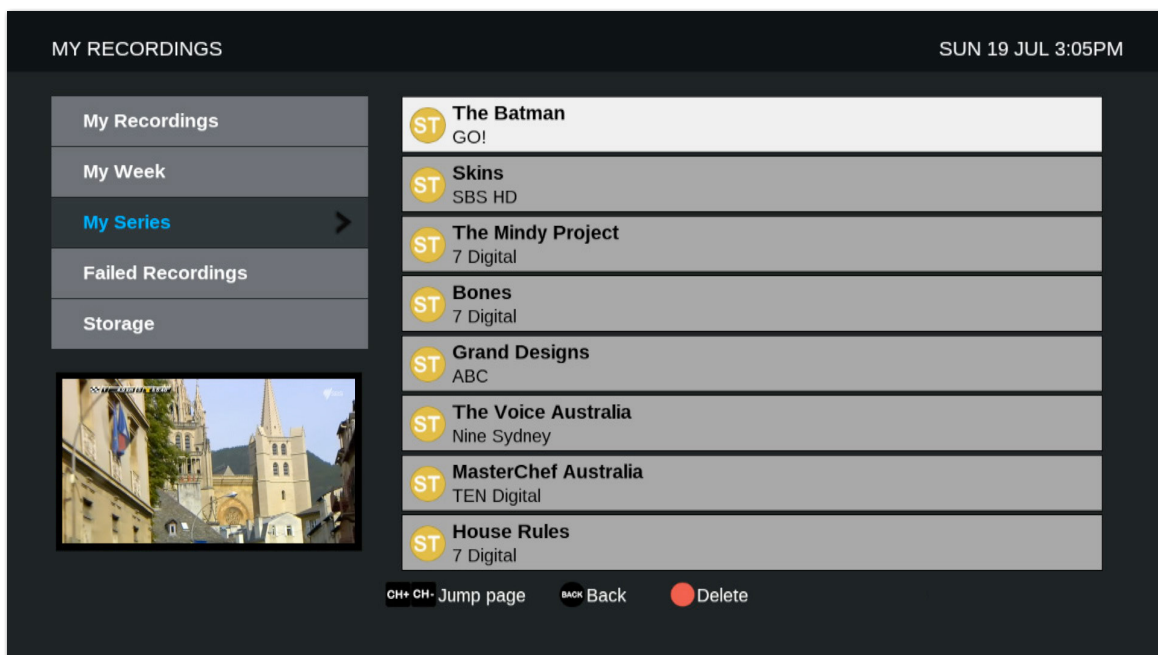 MY RECORDINGS
SUN 19 JUL 3:05PM
My Recordings
My Week
My Series
Failed Recordings
Storage
ST
The Batman
GO!
ST
Skins
SBS HD
ST
The Mindy Project
7 Digital
ST
Bones
7 Digital
ST
Grand Designs
ABC
ST
The Voice Australia
Nine Sydney
ST
MasterChef Australia
TEN Digital
ST
House Rules
7 Digital
CH+ CH- Jump page BACK Back Delete